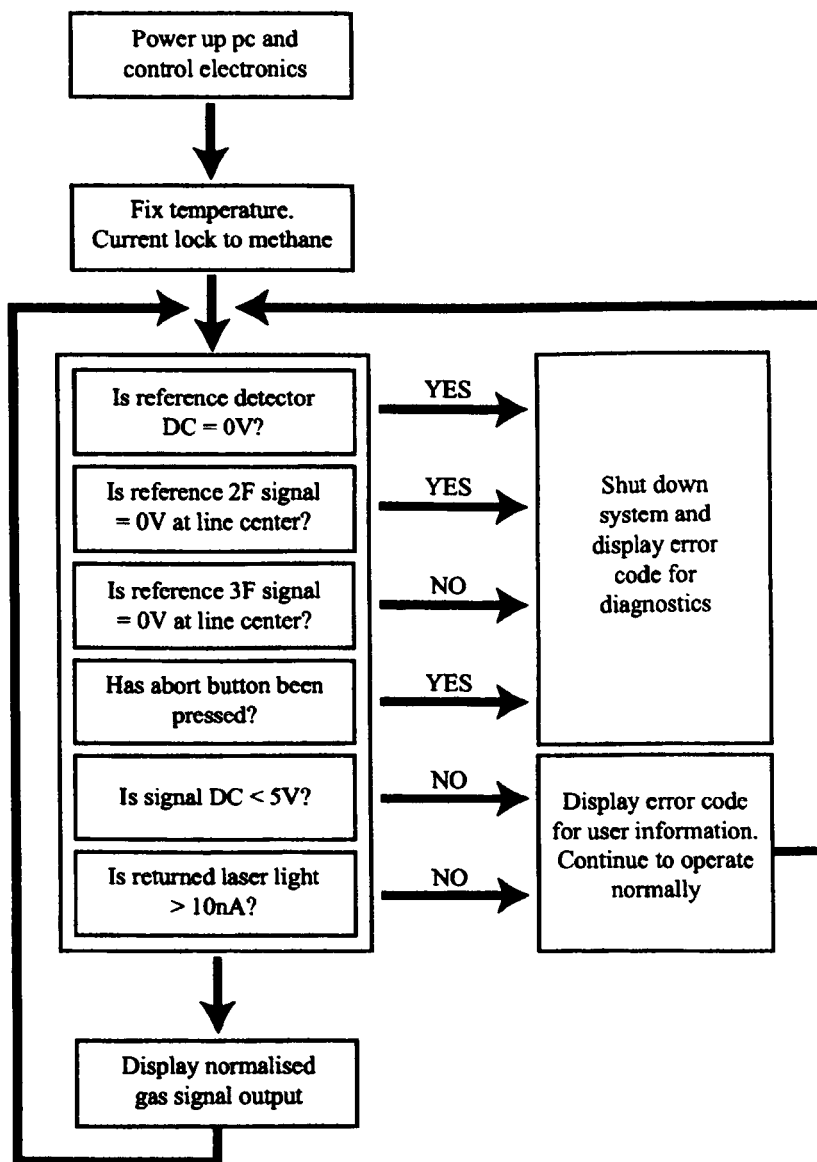 Power up pc and
control electronics
Fix temperature.
Current lock to methane
Is reference detector
DC = 0V?
YES
Is reference 2F signal
= 0V at line center?
YES
Is reference 3F signal
= 0V at line center?
NO
Has abort button been
pressed?
YES
Shut down
system and
display error
code for
diagnostics
Is signal DC < 5V?
NO
Is returned laser light
> 10nA?
NO
Display error code
for user information.
Continue to operate
normally
Display normalised
gas signal output